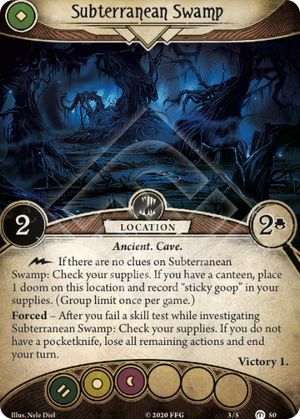 Subterranean Swamp
2
2
LOCATION
Ancient. Cave.
If there are no clues on Subterranean
Swamp: Check your supplies. If you have a canteen, place
1 doom on this location and record “sticky goop” in your
supplies. (Group limit once per game.)
Forced – After you fail a skill test while investigating
Subterranean Swamp: Check your supplies. If you do not
have a pocketknife, lose all remaining actions and end
your turn.
Victory 1.
Illus. Nele Diel
© 2020 FFG
3/5
50